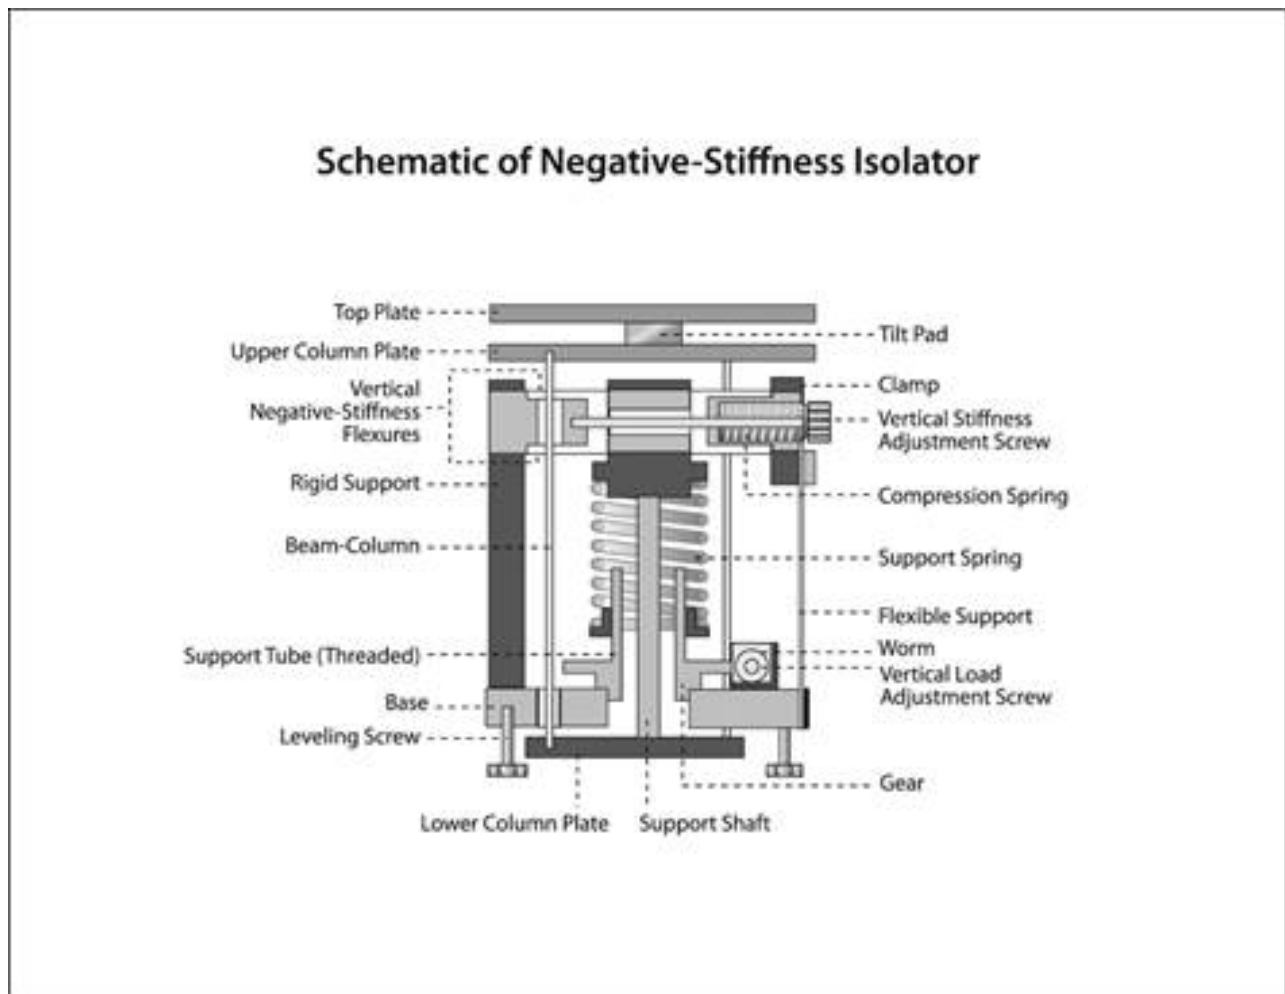 Schematic of Negative-Stiffness Isolator
Top Plate
Upper Column Plate
Vertical
Negative-Stiffness
Flexures
Rigid Support
Beam-Column
Support Tube (Threaded)
Base
Leveling Screw
Lower Column Plate
Support Shaft
Tilt Pad
Clamp
Vertical Stiffness
Adjustment Screw
Compression Spring
Support Spring
Flexible Support
Worm
Vertical Load
Adjustment Screw
Gear